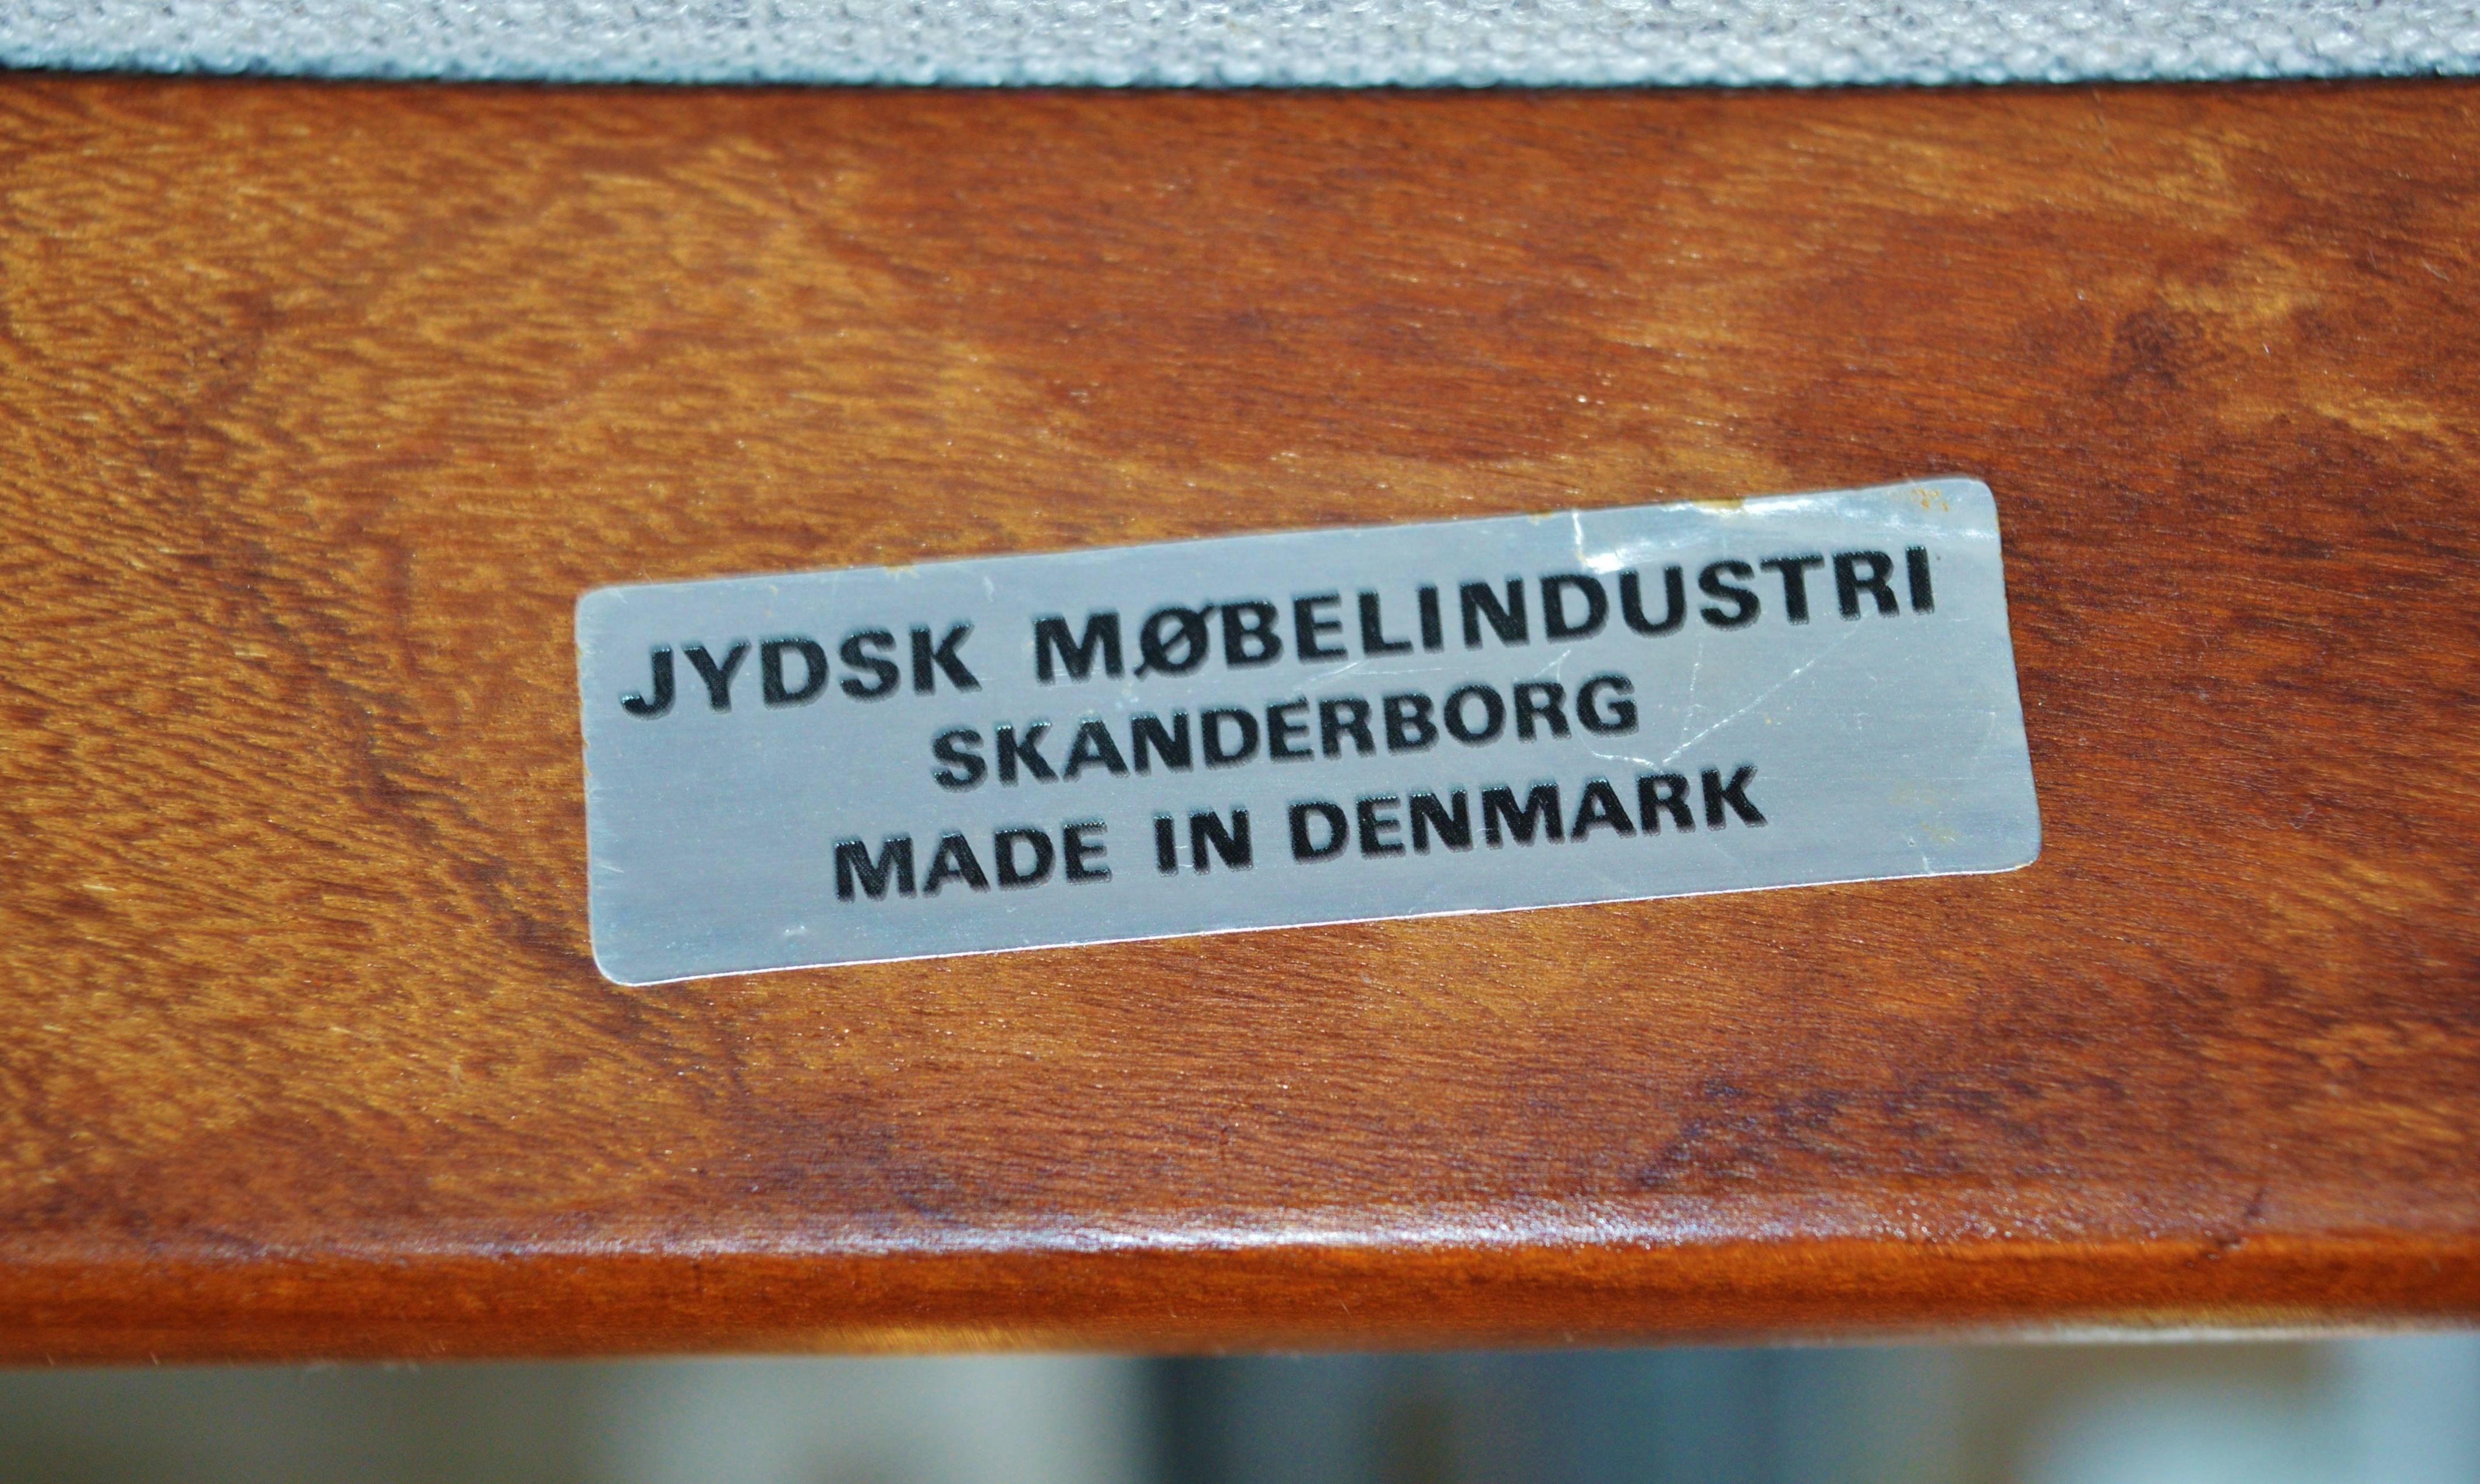 JYDSK MØBELINDUSTRI
SKANDERBORG
MADE IN DENMARK